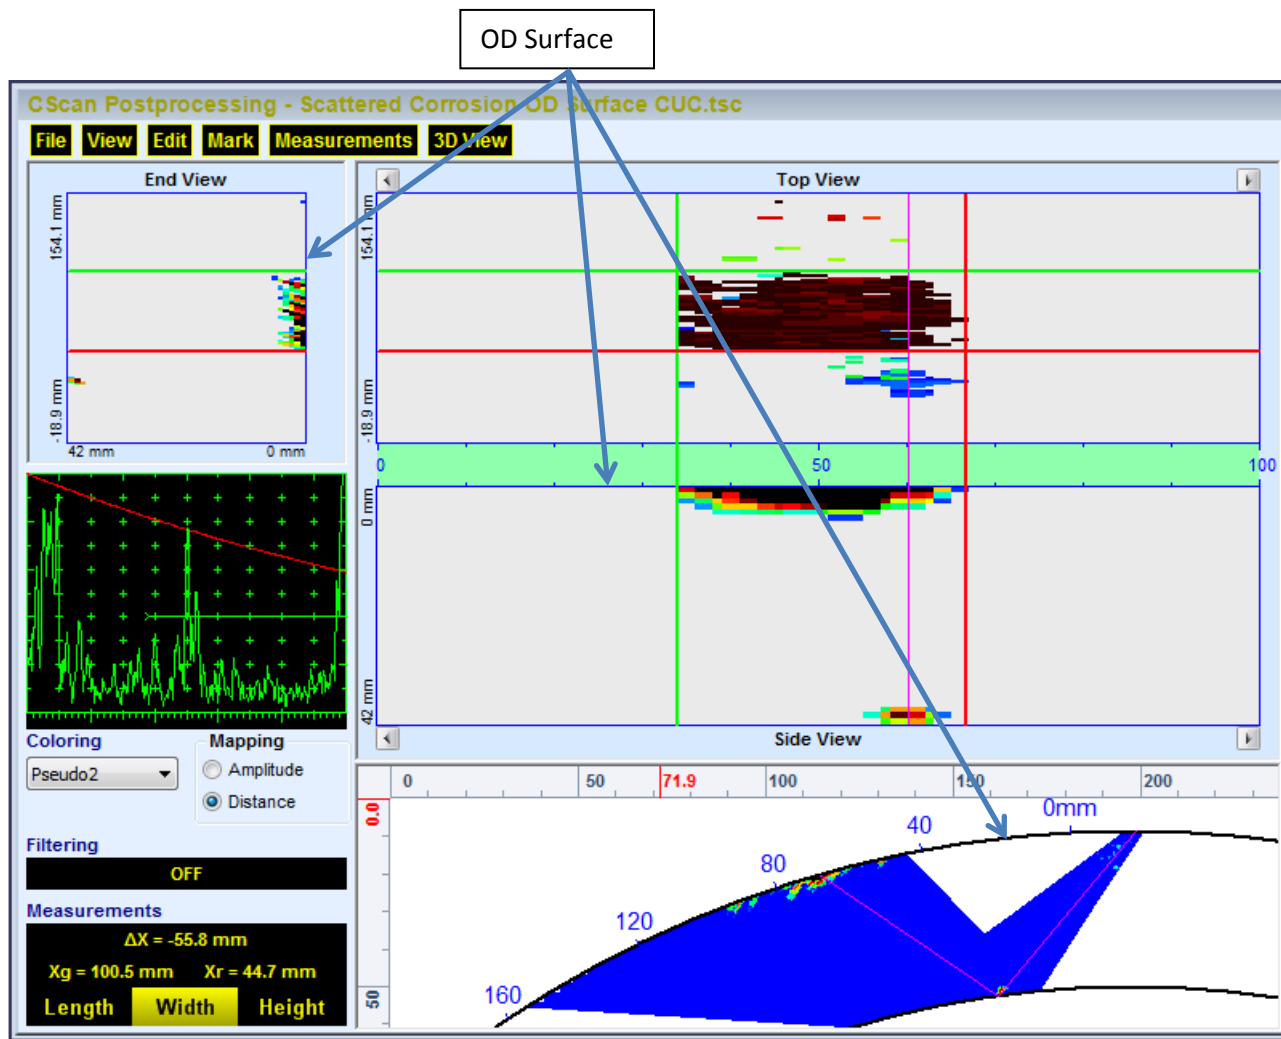 OD Surface
CScan Postprocessing - Scattered Corrosion OD Surface CUC.tsc
File View Edit Mark Measurements 3D View
End View
154.1 mm
-18.9 mm
42 mm 0 mm
Top View
154.1 mm
-18.9 mm
0 50 100
0 mm
42 mm
Side View
Coloring
Pseudo2
Mapping
Amplitude
Distance
Filtering
OFF
Measurements
ΔX = -55.8 mm
Xg = 100.5 mm Xr = 44.7 mm
Length Width Height
0 50 71.9 100 150 200
0.0
50
0mm
40
80
120
160